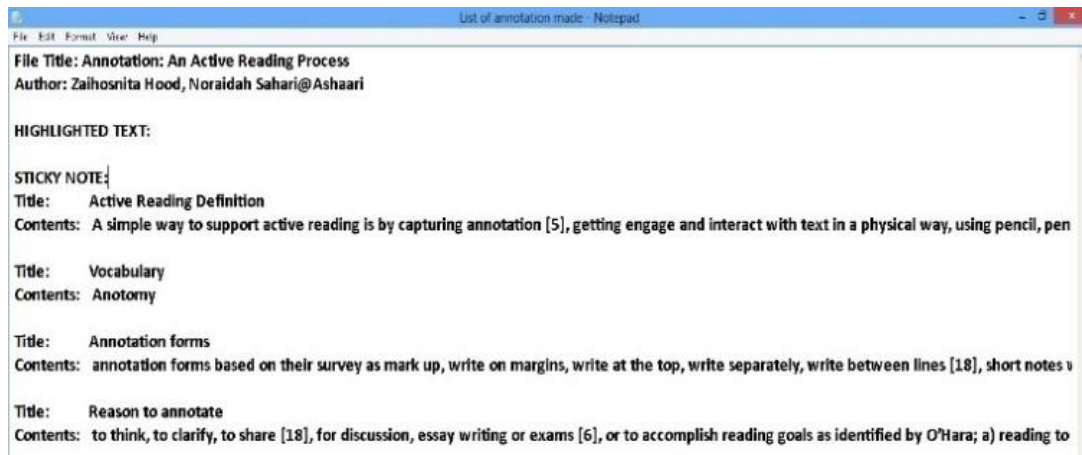 List of annotation made - Notepad
File Edit Format View Help
File Title: Annotation: An Active Reading Process
Author: Zaihosnita Hood, Noraidah Sahari@Ashaari
HIGHLIGHTED TEXT:
STICKY NOTE:
Title: Active Reading Definition
Contents: A simple way to support active reading is by capturing annotation [5], getting engage and interact with text in a physical way, using pencil, pen
Title: Vocabulary
Contents: Anotomy
Title: Annotation forms
Contents: annotation forms based on their survey as mark up, write on margins, write at the top, write separately, write between lines [18], short notes
Title: Reason to annotate
Contents: to think, to clarify, to share [18], for discussion, essay writing or exams [6], or to accomplish reading goals as identified by O'Hara; a) reading to